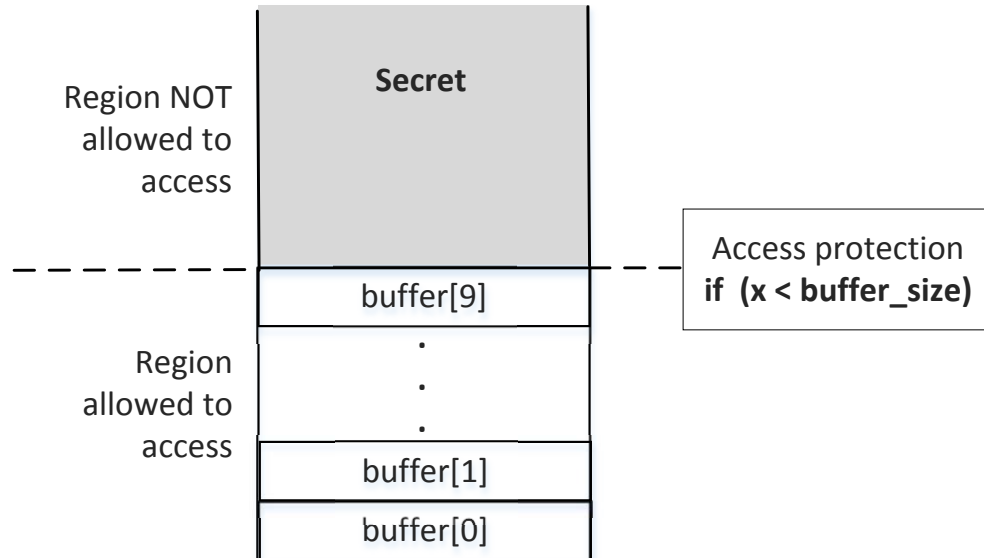 Secret
Region NOT
allowed to
access
Access protection
if (x < buffer_size)
buffer[9]
.
.
.
Region
allowed to
access
buffer[1]
buffer[0]